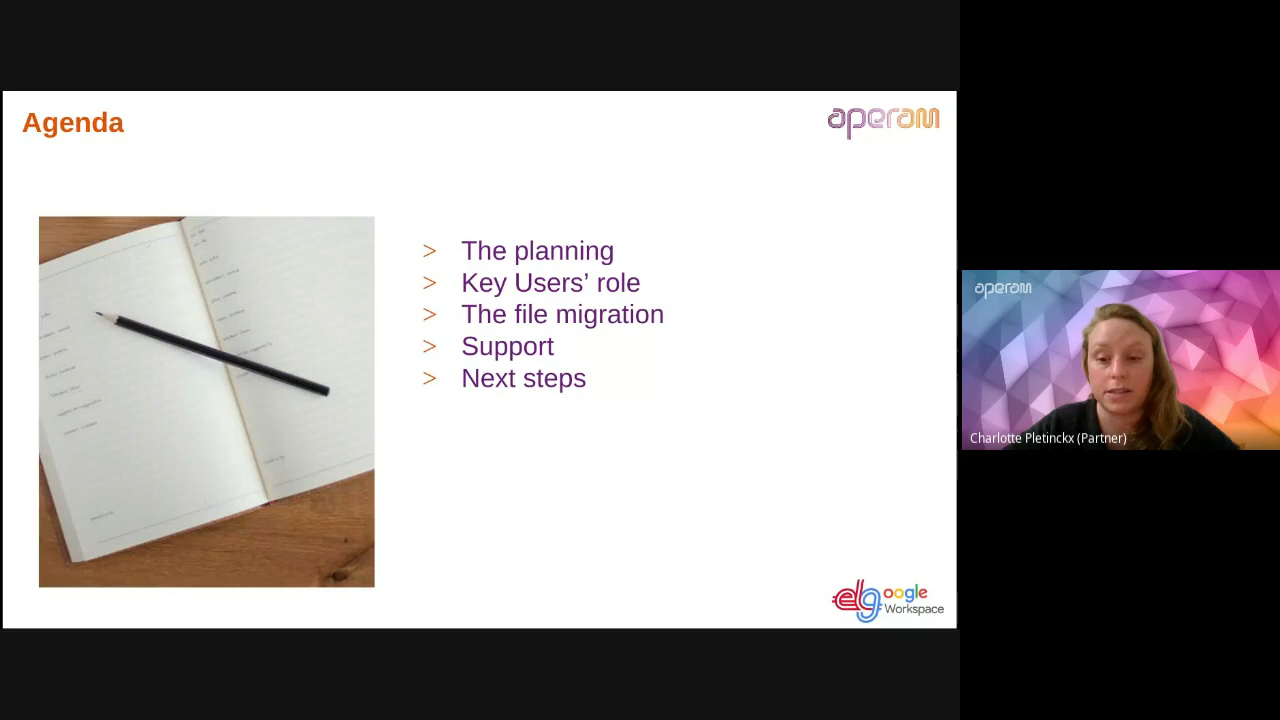 Agenda
aperam
> The planning
> Key Users’ role
> The file migration
> Support
> Next steps
elg oogle
Workspace
aperam
Charlotte Pletinckx (Partner)